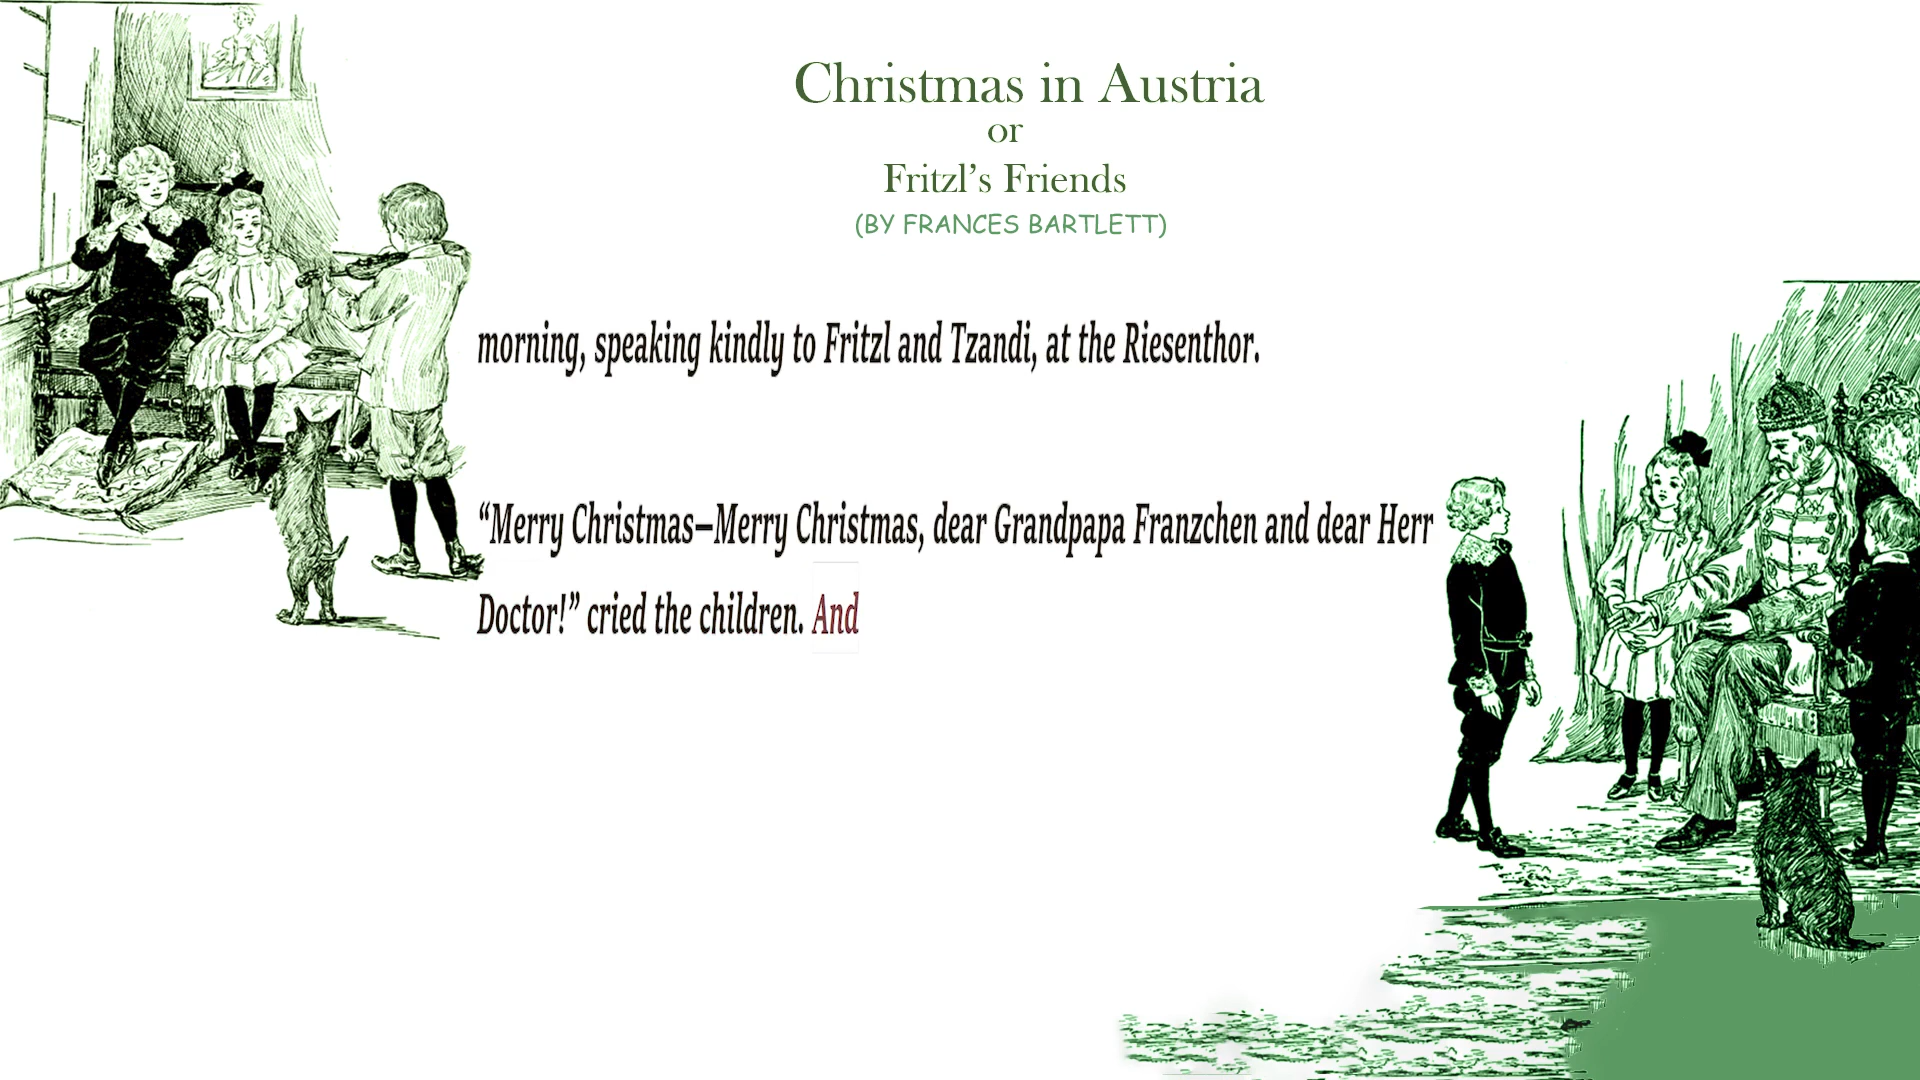 Christmas in Austria
or
Fritzl’s Friends
(BY FRANCES BARTLETT)
morning, speaking kindly to Fritzl and Tzandi, at the Riesenthor.
“Merry Christmas—Merry Christmas, dear Grandpapa Franzchen and dear Herr
Doctor!” cried the children. And